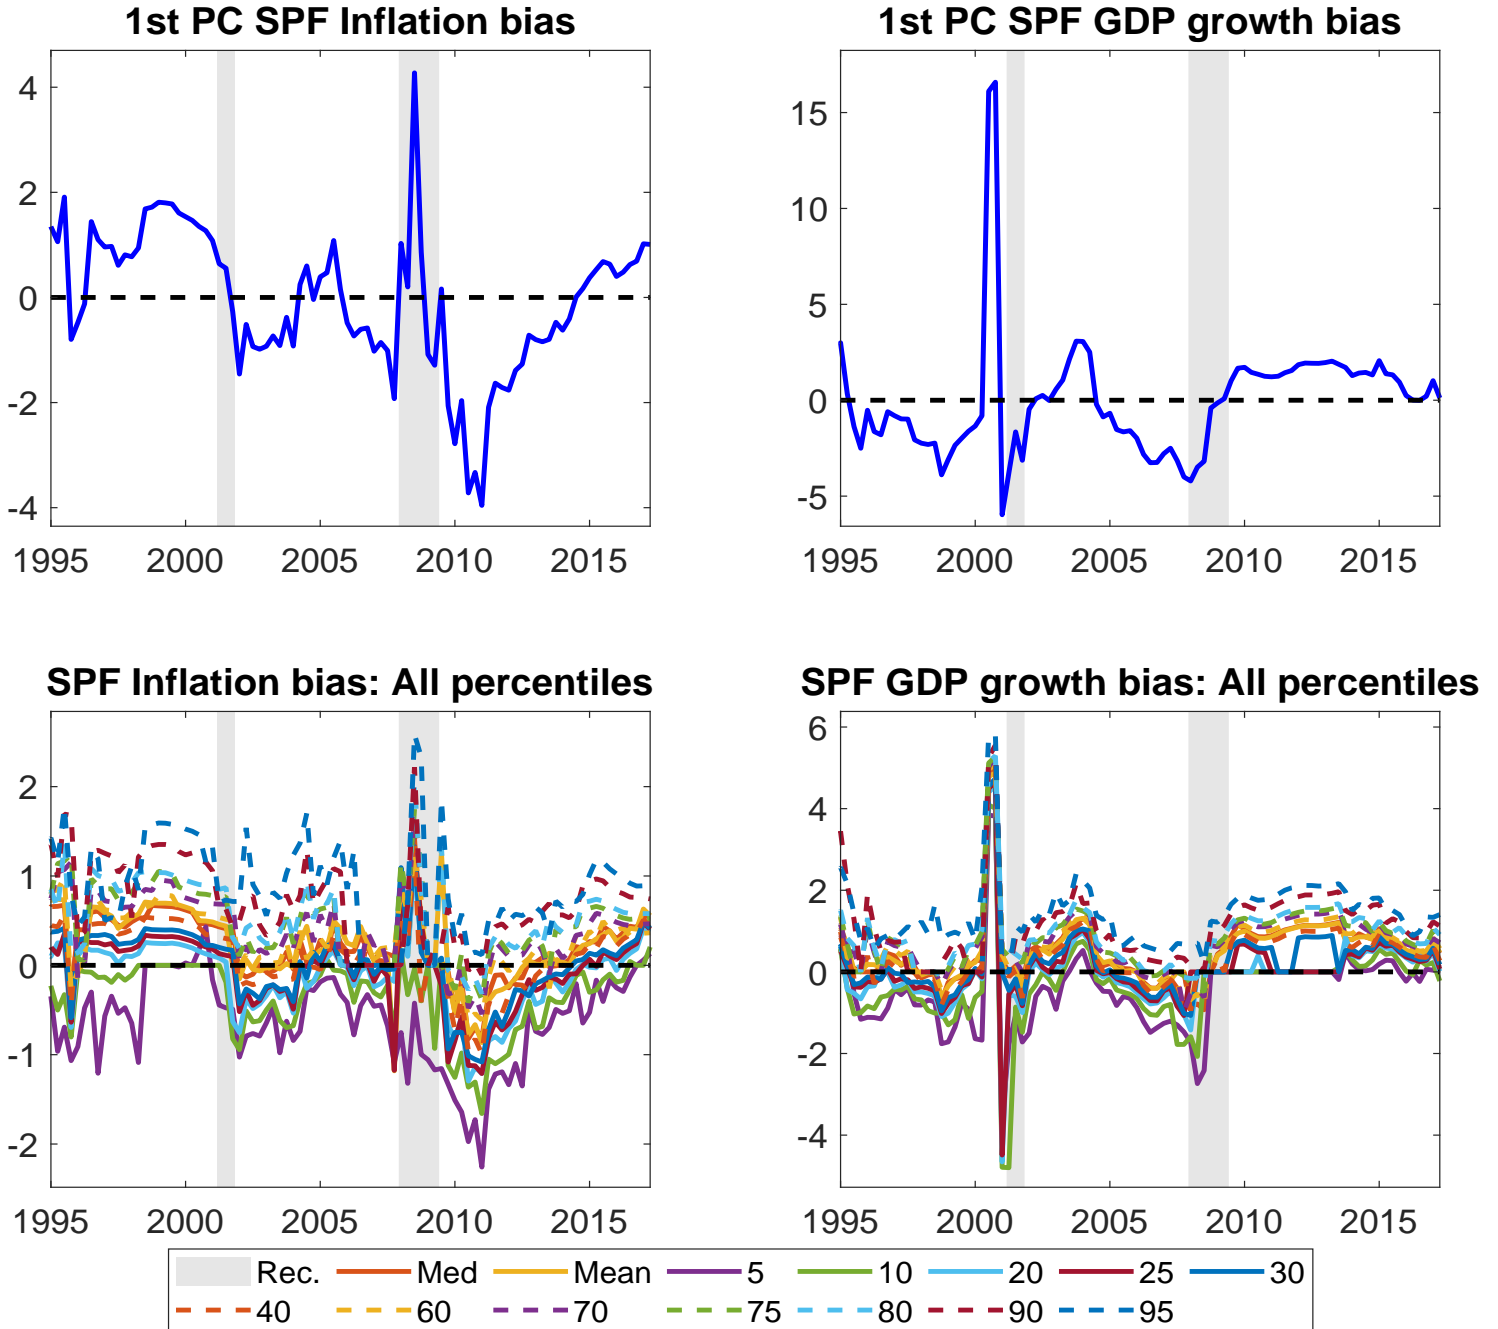 1st PC SPF Inflation bias
4
2
0
-2
-4
1995 2000 2005 2010 2015
1st PC SPF GDP growth bias
15
10
5
0
-5
1995 2000 2005 2010 2015
SPF Inflation bias: All percentiles
2
1
0
-1
-2
1995 2000 2005 2010 2015
SPF GDP growth bias: All percentiles
6
4
2
0
-2
-4
1995 2000 2005 2010 2015
Rec. Med Mean 5 10 20 25 30
40 60 70 75 80 90 95